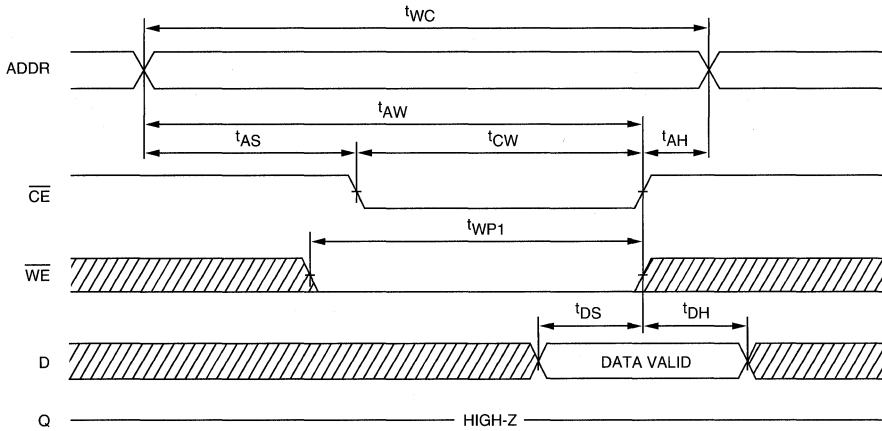 tWC
ADDR
tAW
tAS tCW tAH
CE
tWP1
WE
tDS tDH
D DATA VALID
Q HIGH-Z